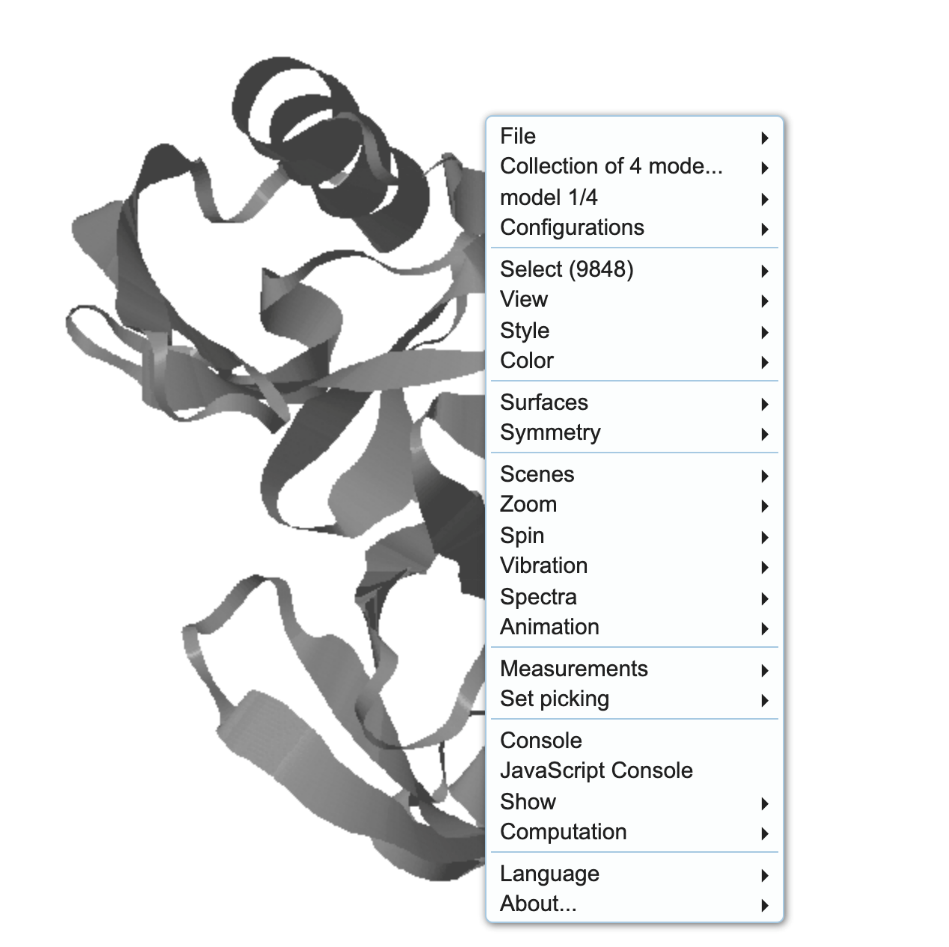 File
Collection of 4 mode...
model 1/4
Configurations
Select (9848)
View
Style
Color
Surfaces
Symmetry
Scenes
Zoom
Spin
Vibration
Spectra
Animation
Measurements
Set picking
Console
JavaScript Console
Show
Computation
Language
About...